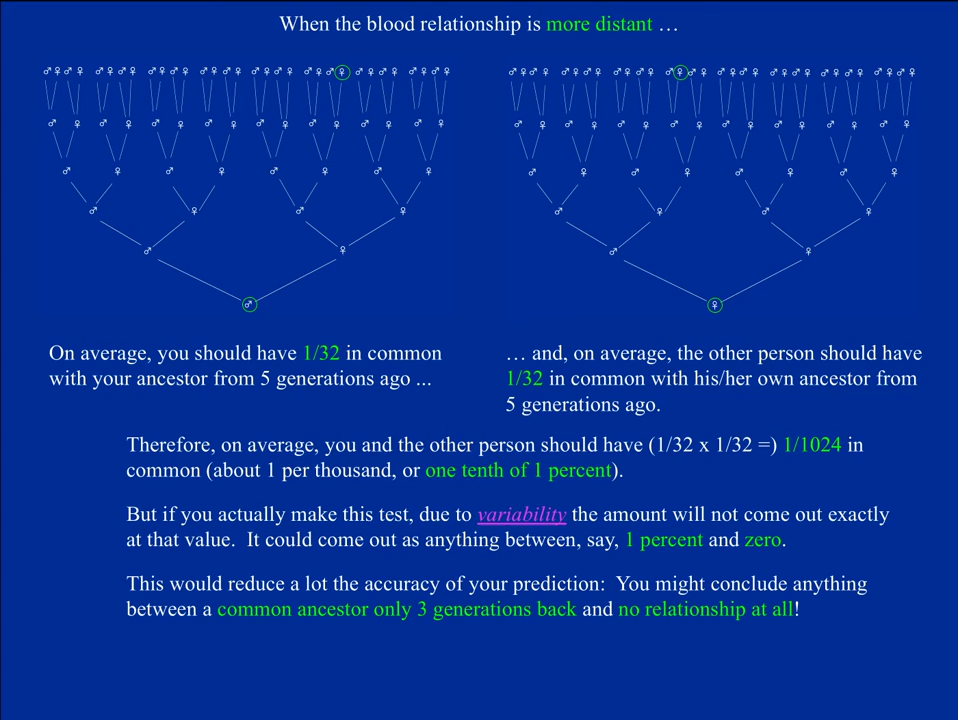 When the blood relationship is more distant …
♂♀♂♀ ♂♀♂♀ ♂♀♂♀ ♂♀♂♀ ♂♀♂♀ ♂♀♂♀ ♂♀♂♀ ♂♀♂♀ ♂♀♂♀ ♂♀♂♀ ♂♀♂♀ ♂♀♂♀ ♂♀♂♀ ♂♀♂♀ ♂♀♂♀ ♂♀♂♀
♂ ♀ ♂ ♀ ♂ ♀ ♂ ♀ ♂ ♀ ♂ ♀ ♂ ♀ ♂ ♀ ♂ ♀ ♂ ♀ ♂ ♀ ♂ ♀ ♂ ♀ ♂ ♀ ♂ ♀ ♂ ♀
♂ ♀ ♂ ♀ ♂ ♀ ♂ ♀ ♂ ♀ ♂ ♀ ♂ ♀ ♂ ♀
♂ ♀ ♂ ♀ ♂ ♀ ♂ ♀
♂ ♀ ♂ ♀
♂ ♀
On average, you should have 1/32 in common
with your ancestor from 5 generations ago ...
… and, on average, the other person should have
1/32 in common with his/her own ancestor from
5 generations ago.
Therefore, on average, you and the other person should have (1/32 x 1/32 =) 1/1024 in
common (about 1 per thousand, or one tenth of 1 percent).
But if you actually make this test, due to variability the amount will not come out exactly
at that value.  It could come out as anything between, say, 1 percent and zero.
This would reduce a lot the accuracy of your prediction:  You might conclude anything
between a common ancestor only 3 generations back and no relationship at all!